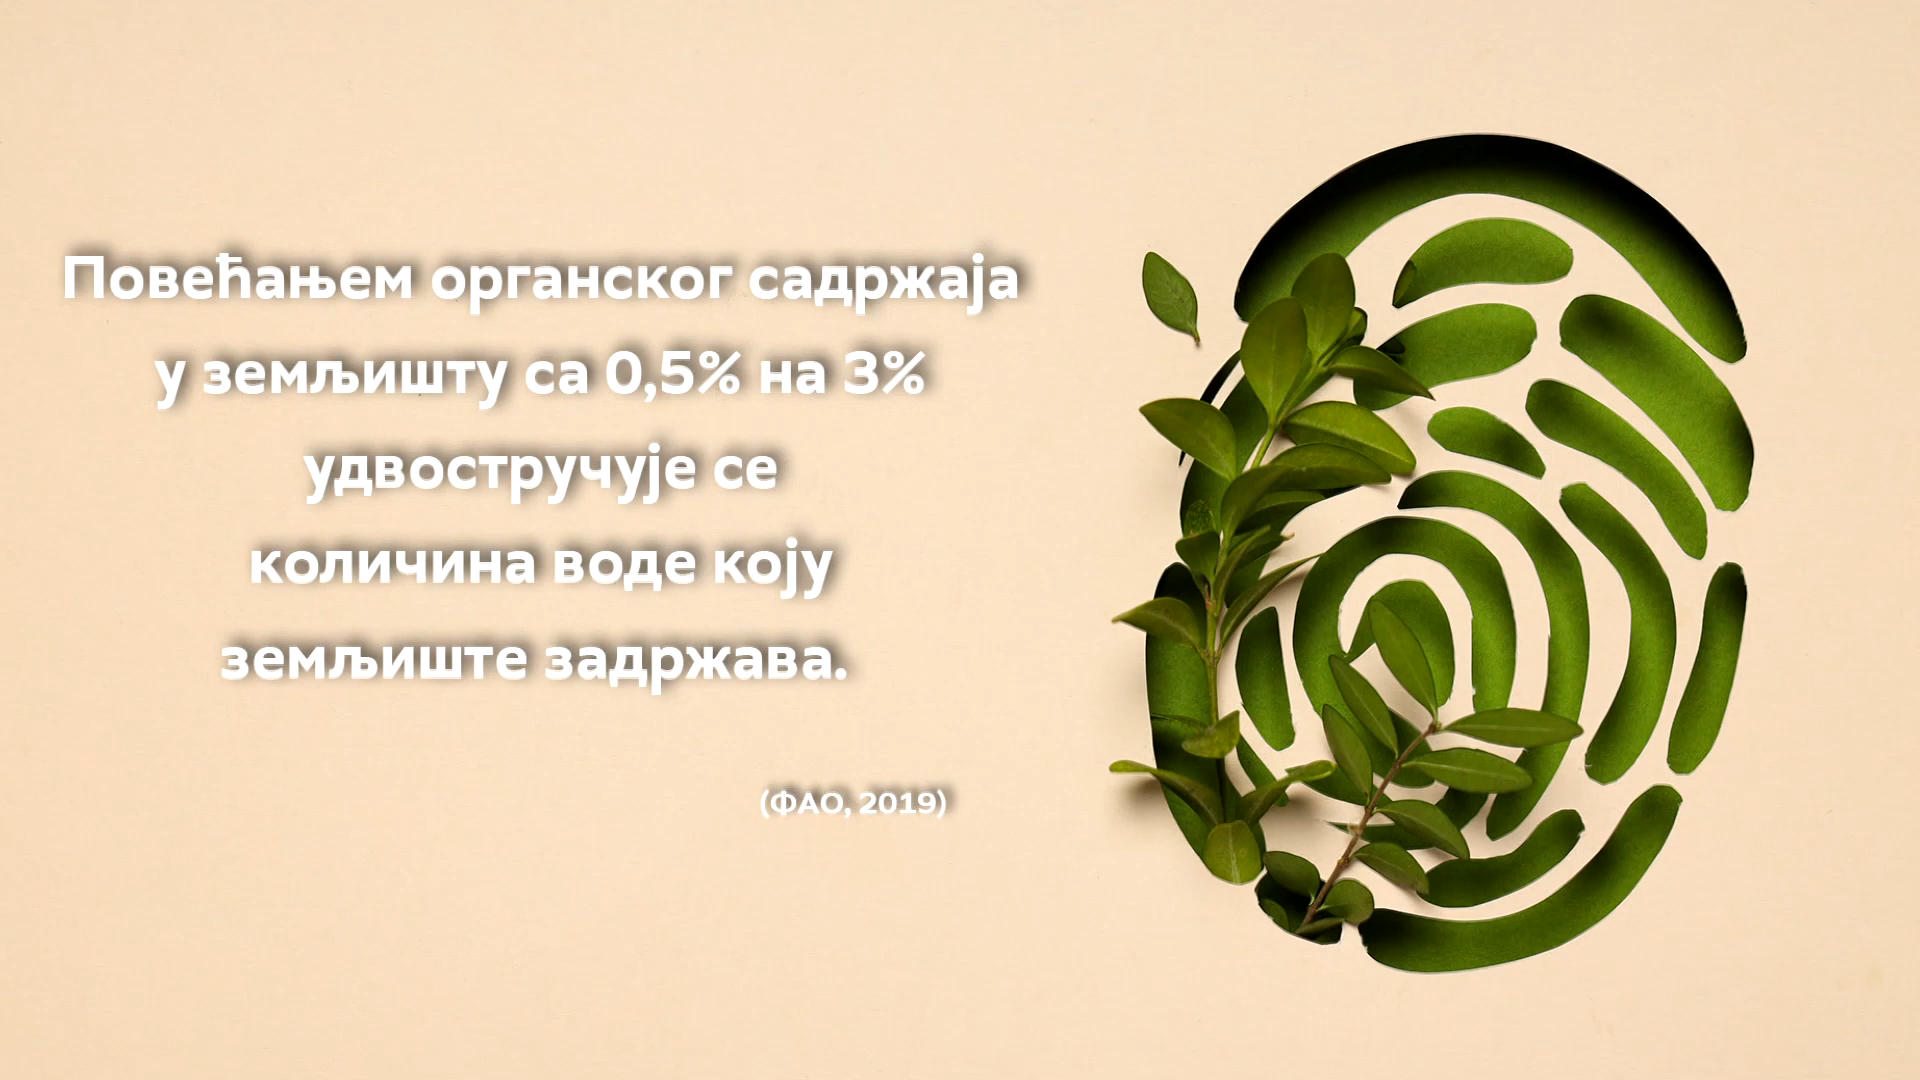 Повећањем органског садржаја
у земљишту са 0,5% на 3%
удвостручује се
количина воде коју
земљиште задржава.
(ФАО, 2019)